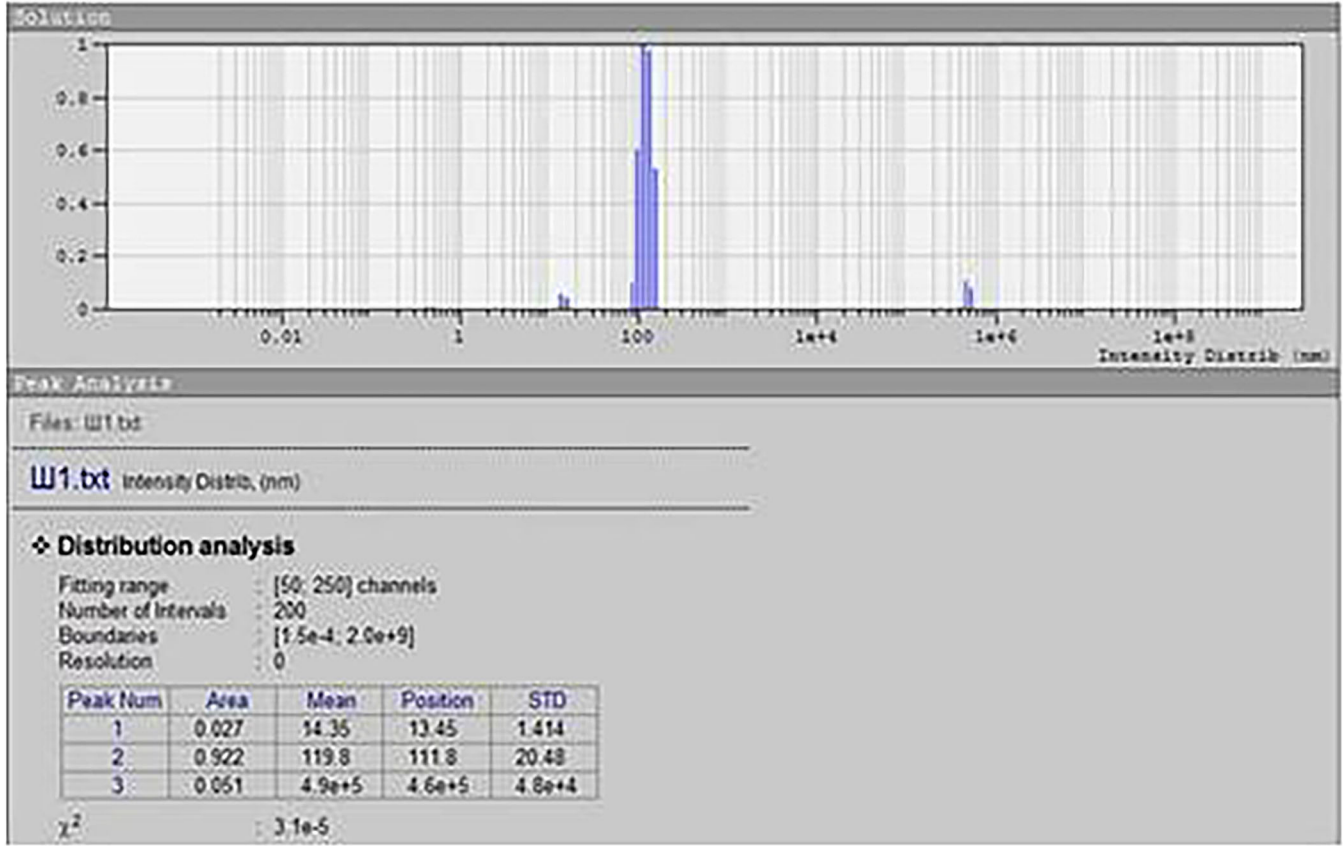 Solution
1
0.8
0.6
0.4
0.2
0
0.01 1 100 1e+4 1e+6 1e+8
Intensity Distrib (nm)
Peak Analysis
Files: Ш1.txt
Ш1.txt Intensity Distrib, (nm)
❖ Distribution analysis
Fitting range : [50; 250] channels
Number of Intervals : 200
Boundaries : [1.5e-4; 2.0e+9]
Resolution : 0
Peak Num Area Mean Position STD
1 0.027 14.35 13.45 1.414
2 0.922 119.8 111.8 20.48
3 0.051 4.9e+5 4.6e+5 4.8e+4
χ² : 3.1e-5